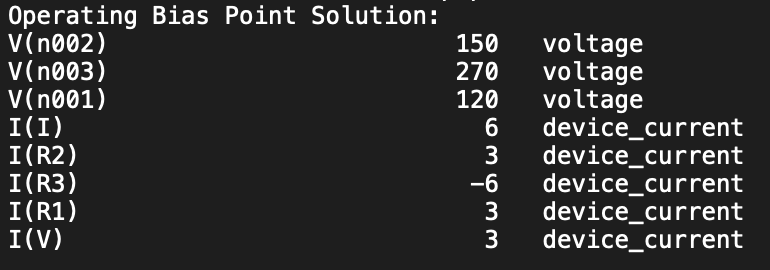 Operating Bias Point Solution:
V(n002) 150 voltage
V(n003) 270 voltage
V(n001) 120 voltage
I(I) 6 device_current
I(R2) 3 device_current
I(R3) −6 device_current
I(R1) 3 device_current
I(V) 3 device_current